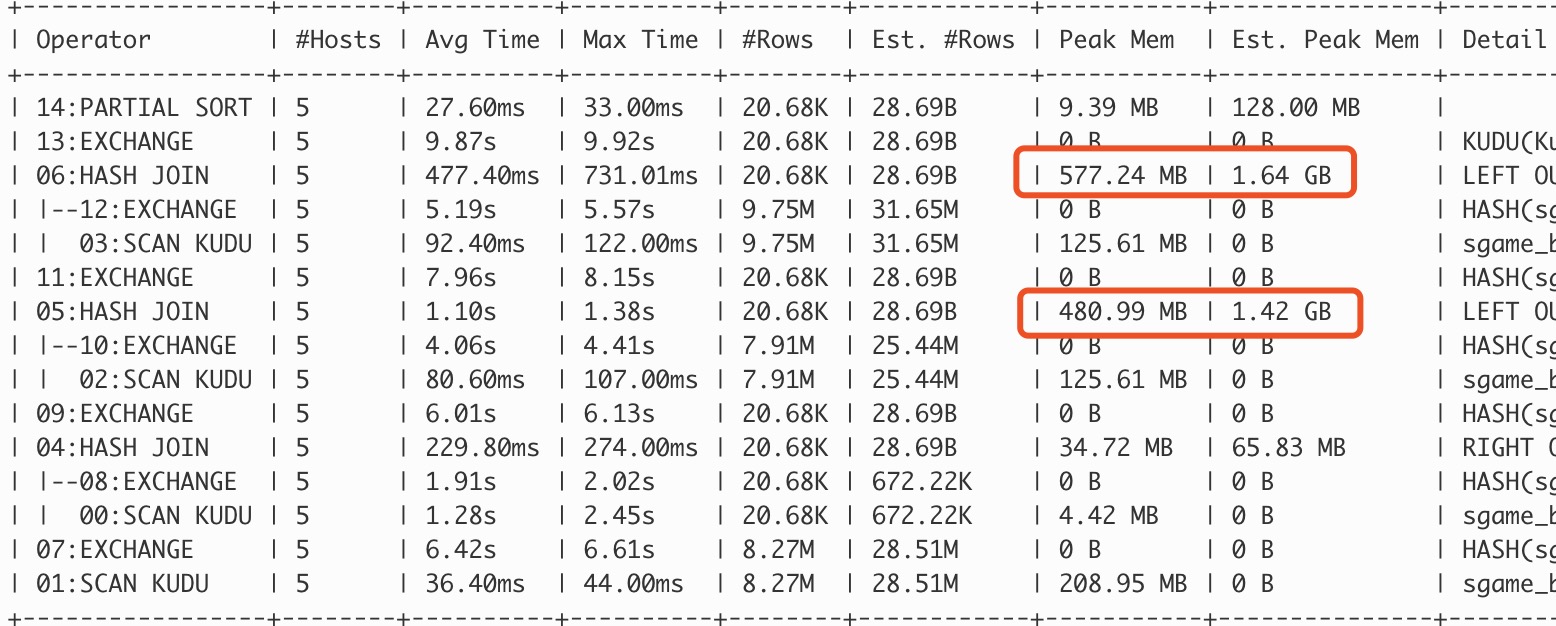 +------------------+--------+----------+----------+--------+------------+-----------+---------------+--------
| Operator | #Hosts | Avg Time | Max Time | #Rows | Est. #Rows | Peak Mem | Est. Peak Mem | Detail
+------------------+--------+----------+----------+--------+------------+-----------+---------------+--------
| 14:PARTIAL SORT | 5 | 27.60ms | 33.00ms | 20.68K | 28.69B | 9.39 MB | 128.00 MB |
| 13:EXCHANGE | 5 | 9.87s | 9.92s | 20.68K | 28.69B | 0 B | 0 B | KUDU(Ku
| 06:HASH JOIN | 5 | 477.40ms | 731.01ms | 20.68K | 28.69B | 577.24 MB | 1.64 GB | LEFT OU
| |--12:EXCHANGE | 5 | 5.19s | 5.57s | 9.75M | 31.65M | 0 B | 0 B | HASH(sg
| | 03:SCAN KUDU | 5 | 92.40ms | 122.00ms | 9.75M | 31.65M | 125.61 MB | 0 B | sgame_b
| 11:EXCHANGE | 5 | 7.96s | 8.15s | 20.68K | 28.69B | 0 B | 0 B | HASH(sg
| 05:HASH JOIN | 5 | 1.10s | 1.38s | 20.68K | 28.69B | 480.99 MB | 1.42 GB | LEFT OU
| |--10:EXCHANGE | 5 | 4.06s | 4.41s | 7.91M | 25.44M | 0 B | 0 B | HASH(sg
| | 02:SCAN KUDU | 5 | 80.60ms | 107.00ms | 7.91M | 25.44M | 125.61 MB | 0 B | sgame_b
| 09:EXCHANGE | 5 | 6.01s | 6.13s | 20.68K | 28.69B | 0 B | 0 B | HASH(sg
| 04:HASH JOIN | 5 | 229.80ms | 274.00ms | 20.68K | 28.69B | 34.72 MB | 65.83 MB | RIGHT O
| |--08:EXCHANGE | 5 | 1.91s | 2.02s | 20.68K | 672.22K | 0 B | 0 B | HASH(sg
| | 00:SCAN KUDU | 5 | 1.28s | 2.45s | 20.68K | 672.22K | 4.42 MB | 0 B | sgame_b
| 07:EXCHANGE | 5 | 6.42s | 6.61s | 8.27M | 28.51M | 0 B | 0 B | HASH(sg
| 01:SCAN KUDU | 5 | 36.40ms | 44.00ms | 8.27M | 28.51M | 208.95 MB | 0 B | sgame_b
+------------------+--------+----------+----------+--------+------------+-----------+---------------+--------